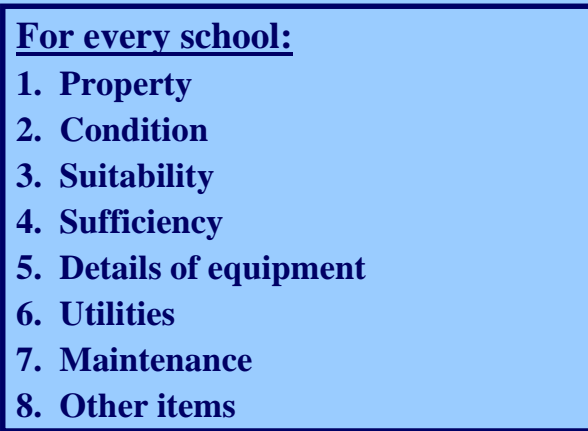 For every school:
1. Property
2. Condition
3. Suitability
4. Sufficiency
5. Details of equipment
6. Utilities
7. Maintenance
8. Other items